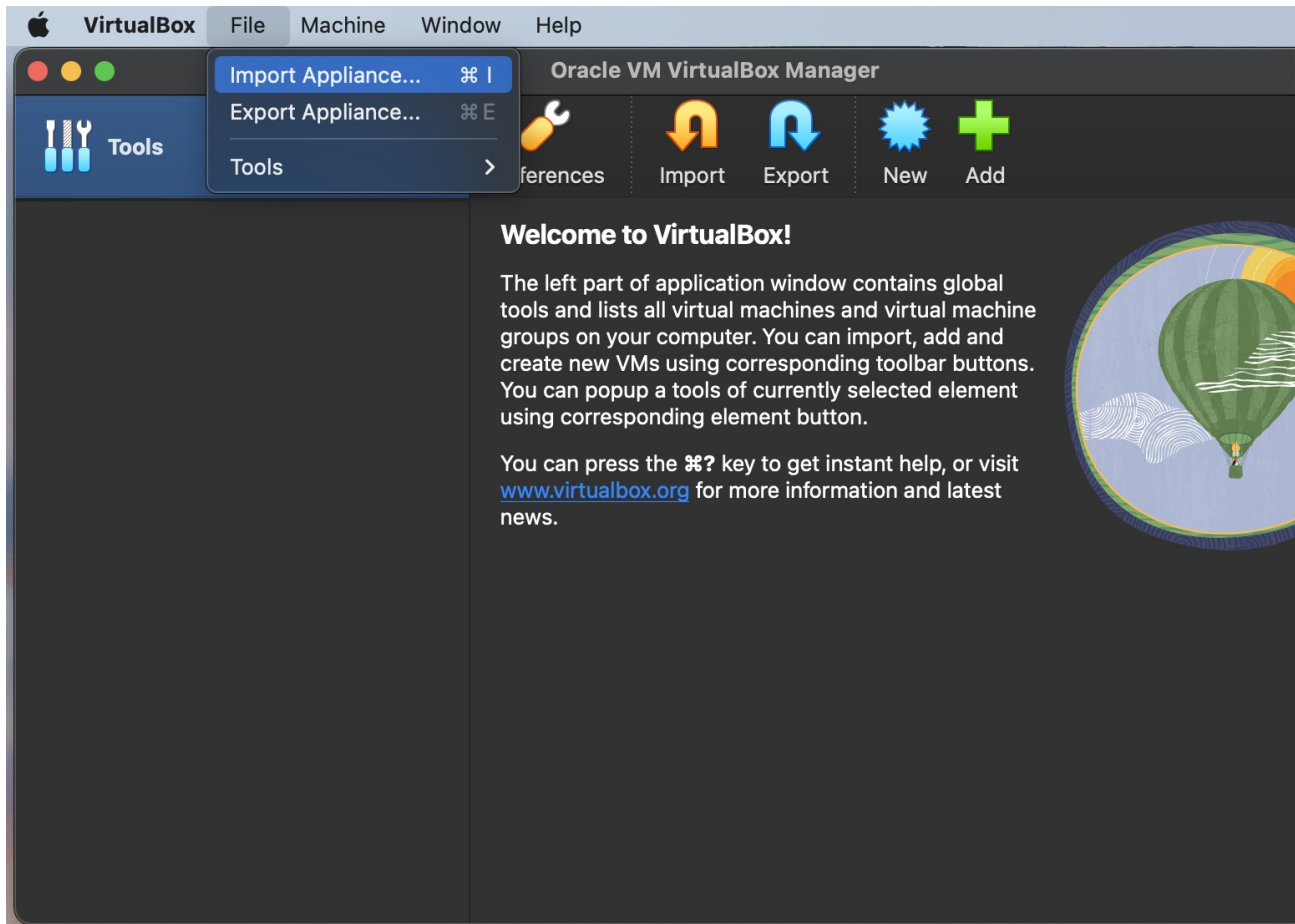 VirtualBox File Machine Window Help
Oracle VM VirtualBox Manager
Import Appliance... ⌘ I
Export Appliance... ⌘ E
Tools
Tools
ferences Import Export New Add
Welcome to VirtualBox!
The left part of application window contains global
tools and lists all virtual machines and virtual machine
groups on your computer. You can import, add and
create new VMs using corresponding toolbar buttons.
You can popup a tools of currently selected element
using corresponding element button.
You can press the ⌘? key to get instant help, or visit
www.virtualbox.org for more information and latest
news.